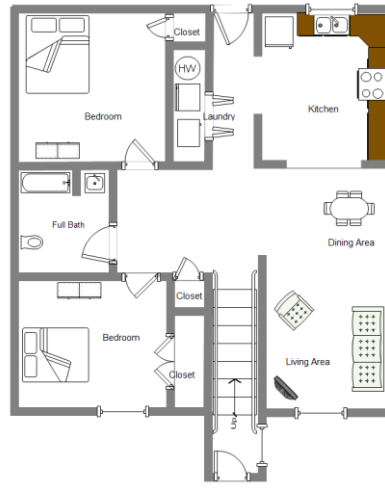 Closet
HW
Bedroom
Laundry
Kitchen
Full Bath
Dining Area
Closet
Bedroom
Closet
Living Area
Up